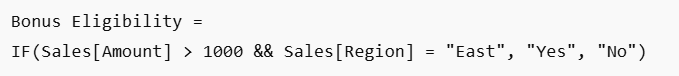 Bonus Eligibility =
IF(Sales[Amount] > 1000 && Sales[Region] = "East", "Yes", "No")